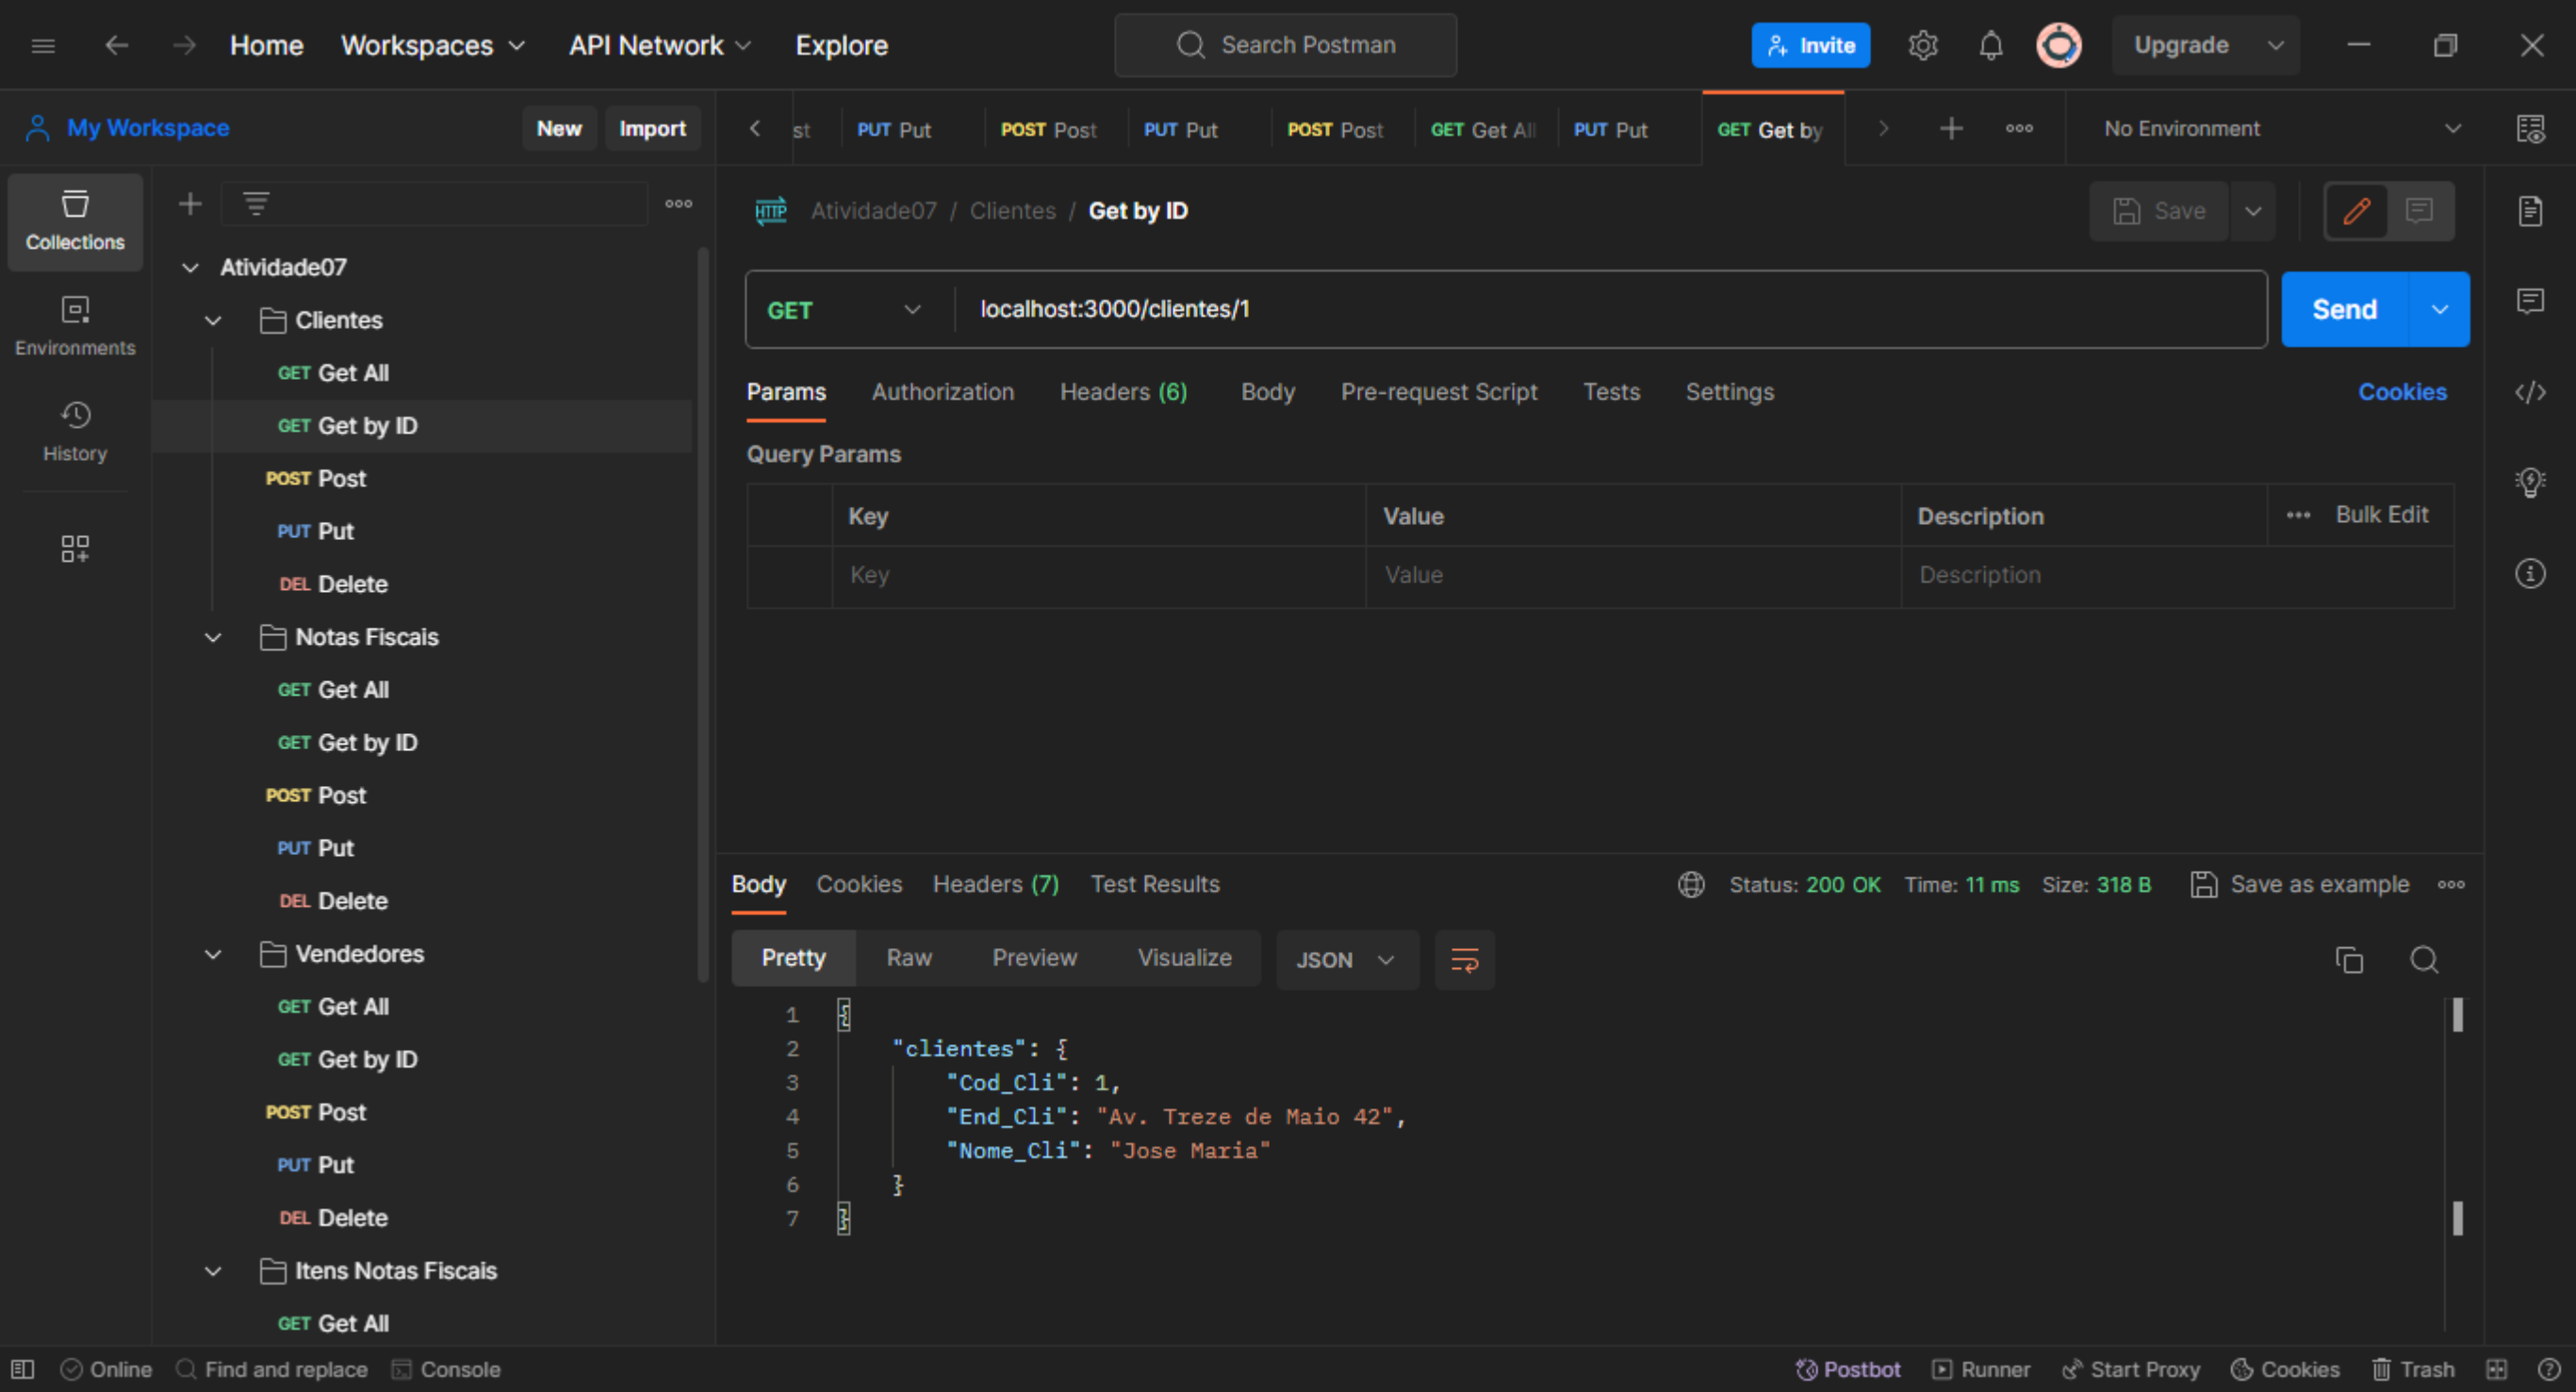 Home Workspaces API Network Explore Search Postman Invite Upgrade
My Workspace New Import st PUT Put POST Post PUT Put POST Post GET Get All PUT Put GET Get by No Environment
Collections
Environments
History
Atividade07
Clientes
GET Get All
GET Get by ID
POST Post
PUT Put
DEL Delete
Notas Fiscais
GET Get All
GET Get by ID
POST Post
PUT Put
DEL Delete
Vendedores
GET Get All
GET Get by ID
POST Post
PUT Put
DEL Delete
Itens Notas Fiscais
GET Get All
HTTP Atividade07 / Clientes / Get by ID Save
GET localhost:3000/clientes/1 Send
Params Authorization Headers (6) Body Pre-request Script Tests Settings Cookies
Query Params
Key Value Description ••• Bulk Edit
Key Value Description
Body Cookies Headers (7) Test Results Status: 200 OK Time: 11 ms Size: 318 B Save as example
Pretty Raw Preview Visualize JSON
1 {
2 "clientes": {
3 "Cod_Cli": 1,
4 "End_Cli": "Av. Treze de Maio 42",
5 "Nome_Cli": "Jose Maria"
6 }
7 }
Online Find and replace Console Postbot Runner Start Proxy Cookies Trash